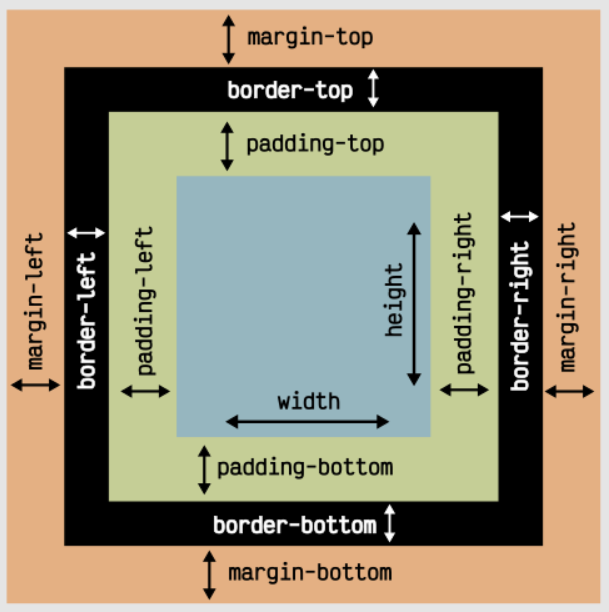 margin-top
border-top
padding-top
margin-left
border-left
padding-left
height
padding-right
border-right
margin-right
width
padding-bottom
border-bottom
margin-bottom